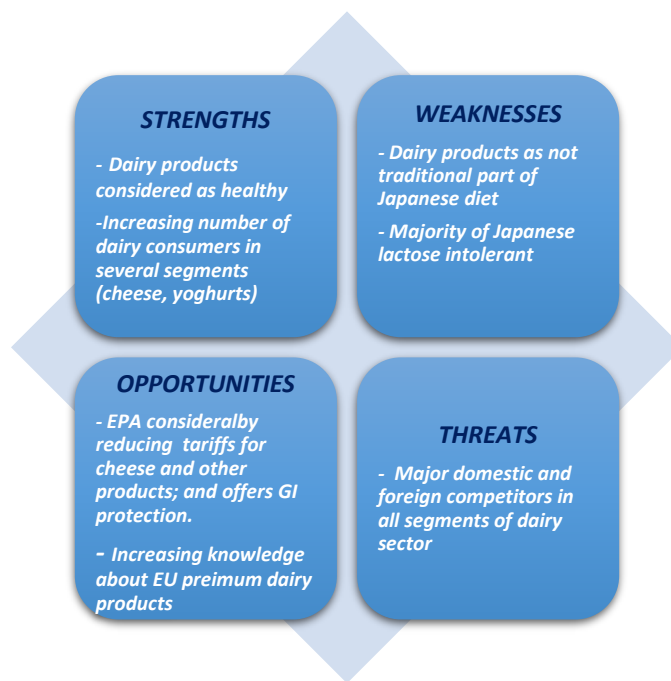 STRENGTHS
- Dairy products
considered as healthy
-Increasing number of
dairy consumers in
several segments
(cheese, yoghurts)
WEAKNESSES
- Dairy products as not
traditional part of
Japanese diet
- Majority of Japanese
lactose intolerant
OPPORTUNITIES
- EPA consideralby
reducing tariffs for
cheese and other
products; and offers GI
protection.
- Increasing knowledge
about EU preimum dairy
products
THREATS
- Major domestic and
foreign competitors in
all segments of dairy
sector